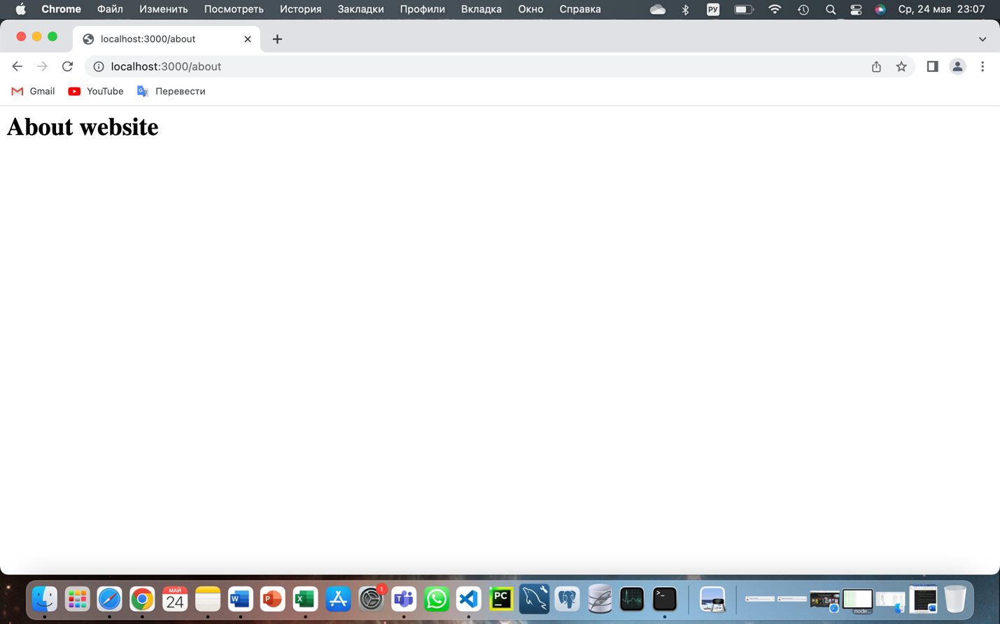 Chrome Файл Изменить Посмотреть История Закладки Профили Вкладка Окно Справка РУ Ср, 24 мая 23:07
localhost:3000/about
localhost:3000/about
Gmail YouTube Перевести
About website
МАЙ
24
1
W P X T PC >_
node...